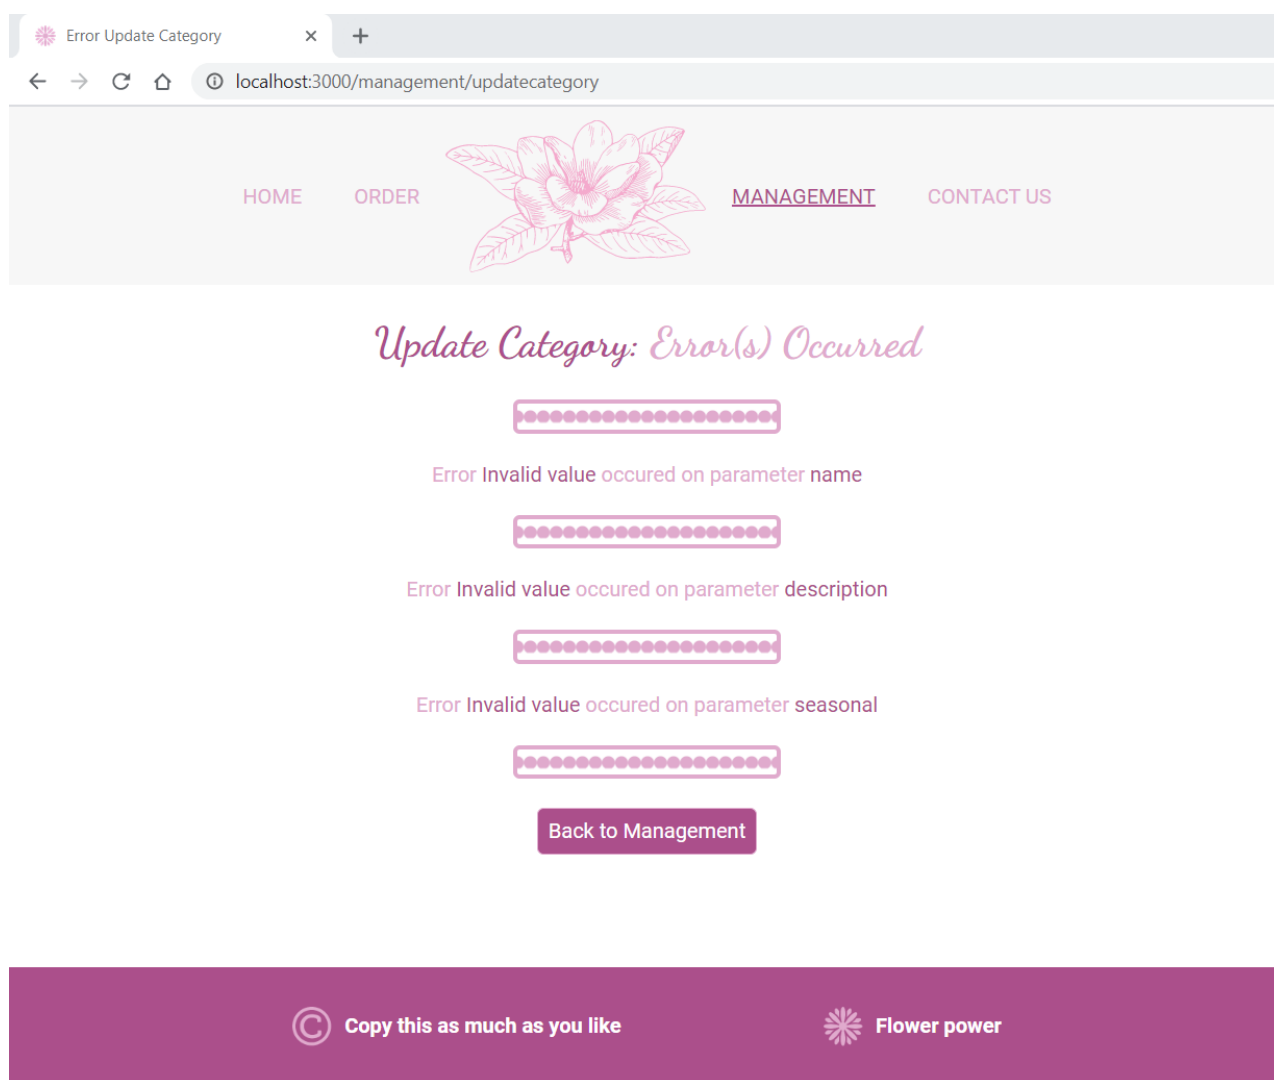 Error Update Category
localhost:3000/management/updatecategory
HOME ORDER MANAGEMENT CONTACT US
Update Category: Error(s) Occurred
Error Invalid value occured on parameter name
Error Invalid value occured on parameter description
Error Invalid value occured on parameter seasonal
Back to Management
© Copy this as much as you like Flower power